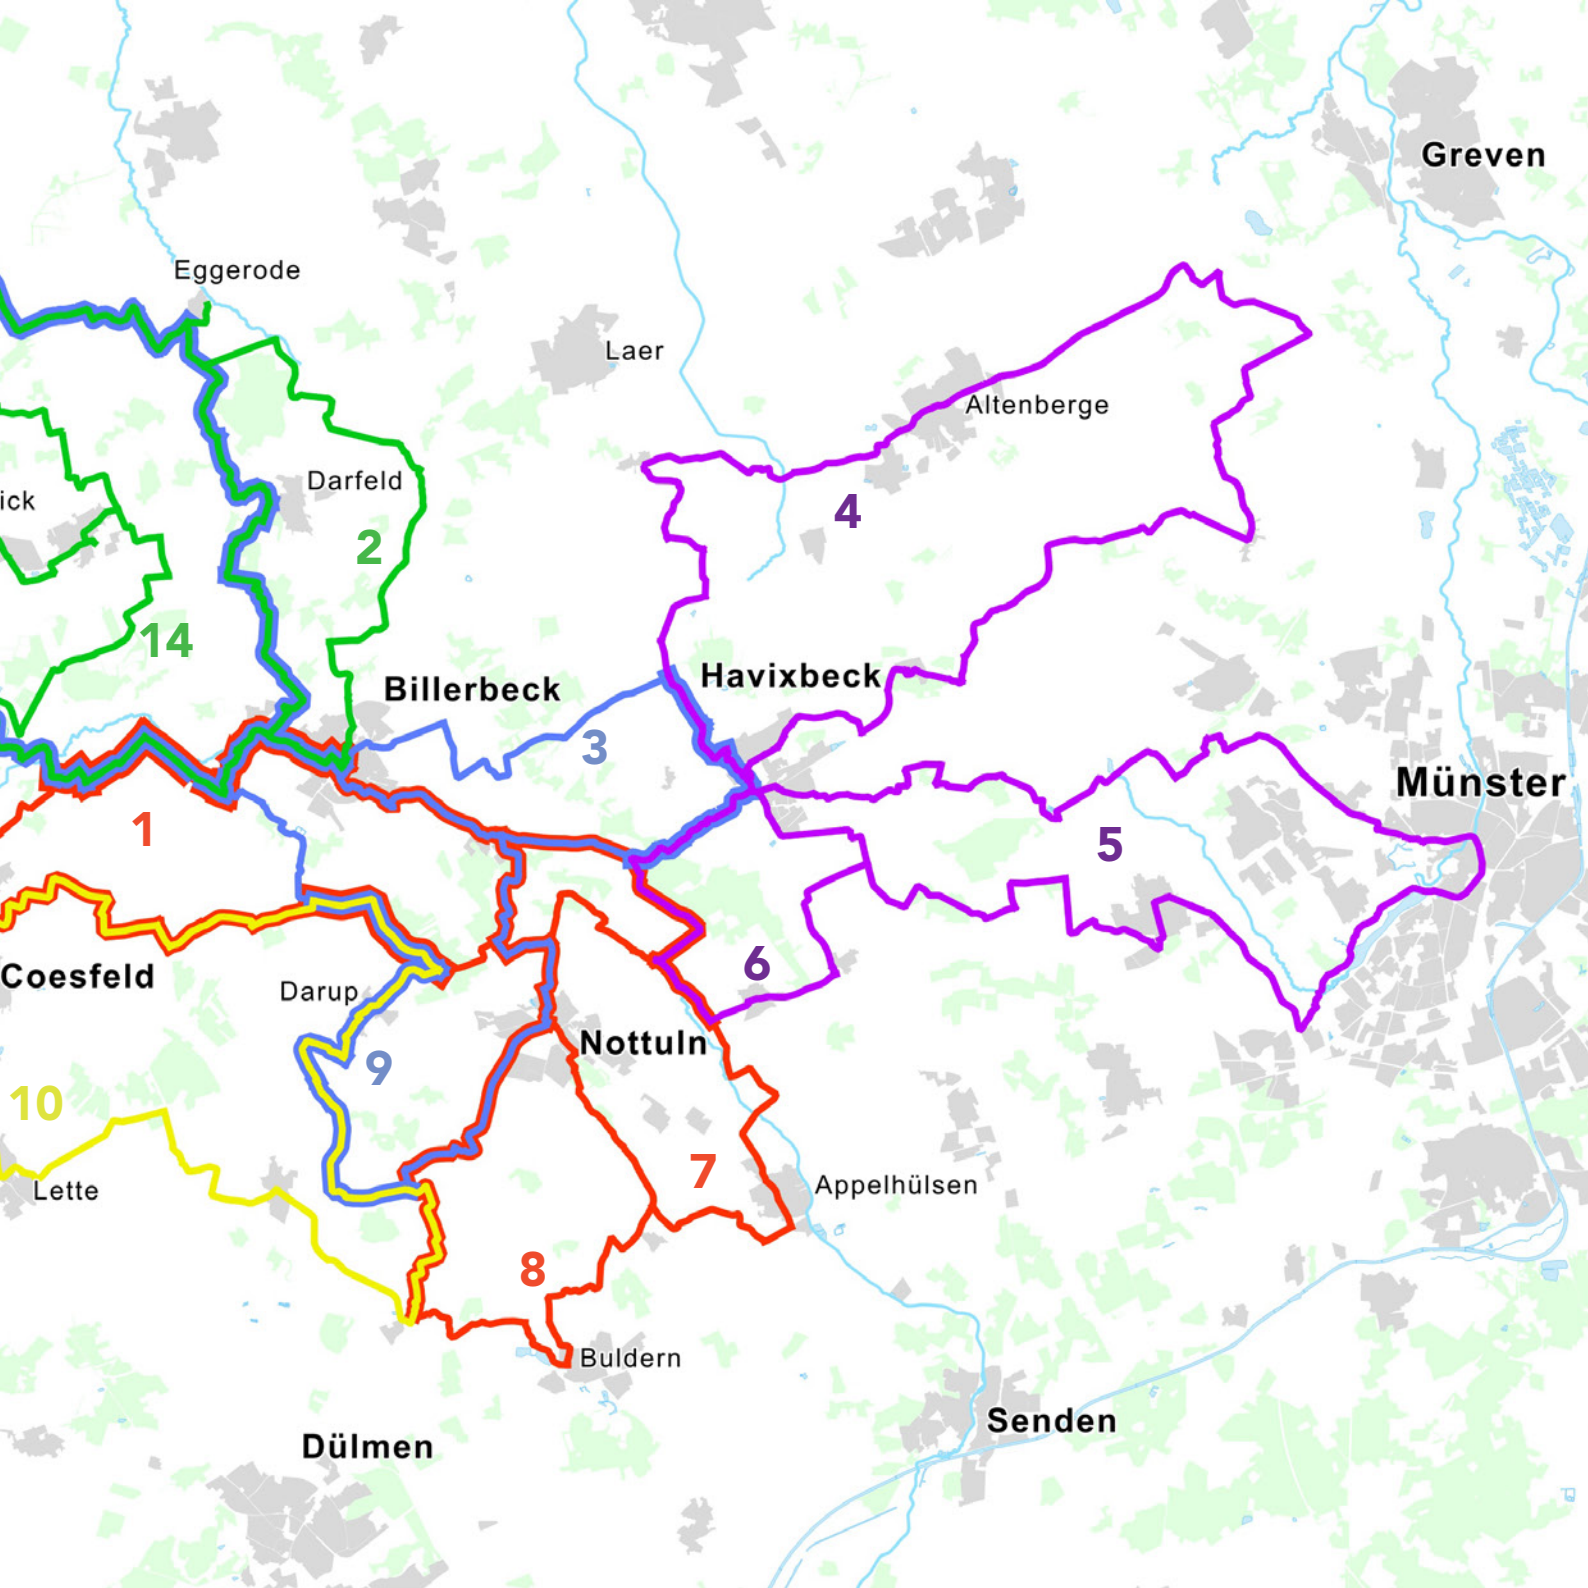 Greven
Eggerode
Laer
Altenberge
Darfeld
ick
4
2
14
Havixbeck
Billerbeck
3
Münster
1
5
6
Coesfeld
Darup
Nottuln
9
10
7
Lette
Appelhülsen
8
Buldern
Senden
Dülmen